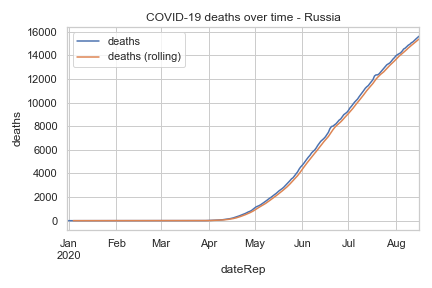 COVID-19 deaths over time - Russia
deaths
deaths (rolling)
16000
14000
12000
10000
8000
6000
4000
2000
0
deaths
Jan Feb Mar Apr May Jun Jul Aug
2020
dateRep